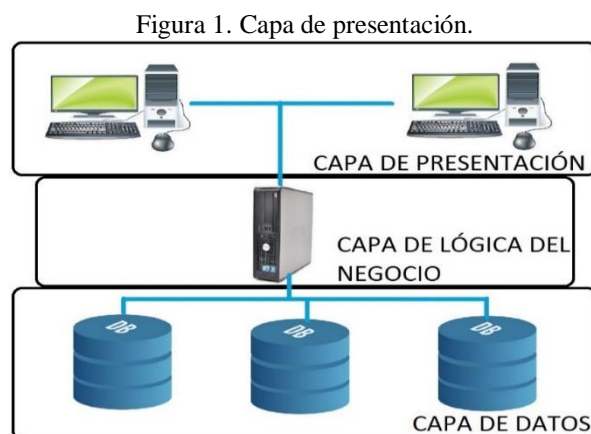 Figura 1. Capa de presentación.
CAPA DE PRESENTACIÓN
CAPA DE LÓGICA DEL
NEGOCIO
DB
DB
DB
CAPA DE DATOS